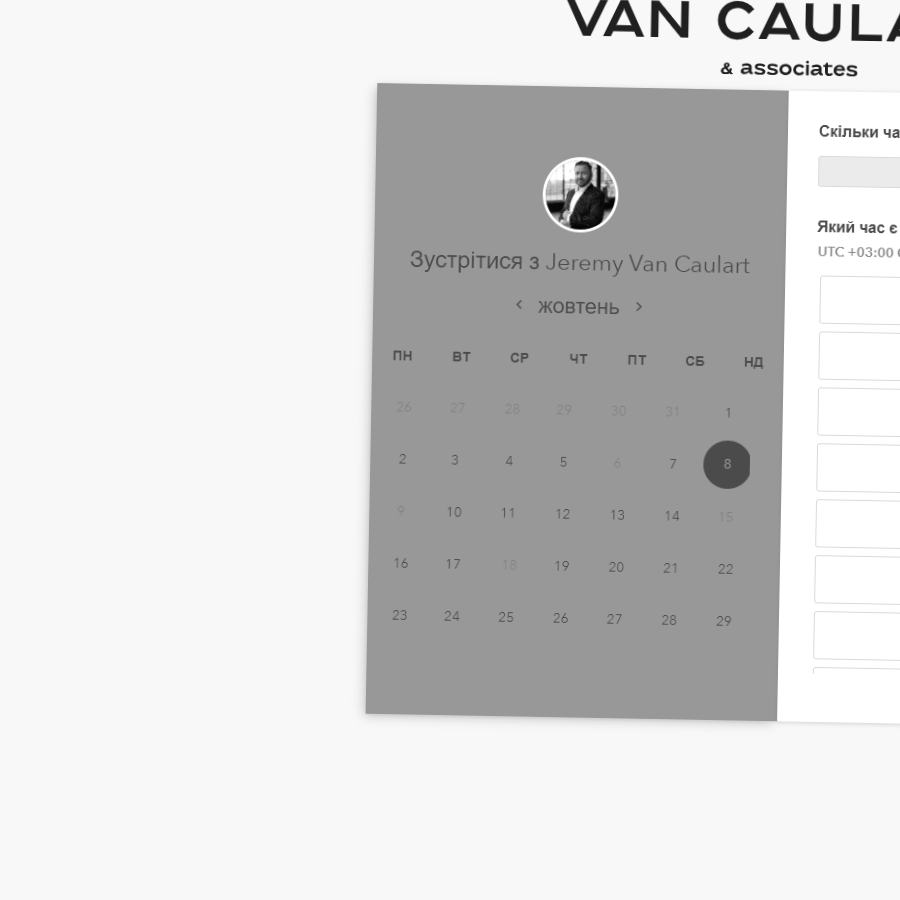 VAN CAULA
& associates
Зустрітися з Jeremy Van Caulart
жовтень
ПН ВТ СР ЧТ ПТ СБ НД
26 27 28 29 30 31 1
2 3 4 5 6 7 8
9 10 11 12 13 14 15
16 17 18 19 20 21 22
23 24 25 26 27 28 29
Скільки ча
Який час є
UTC +03:00